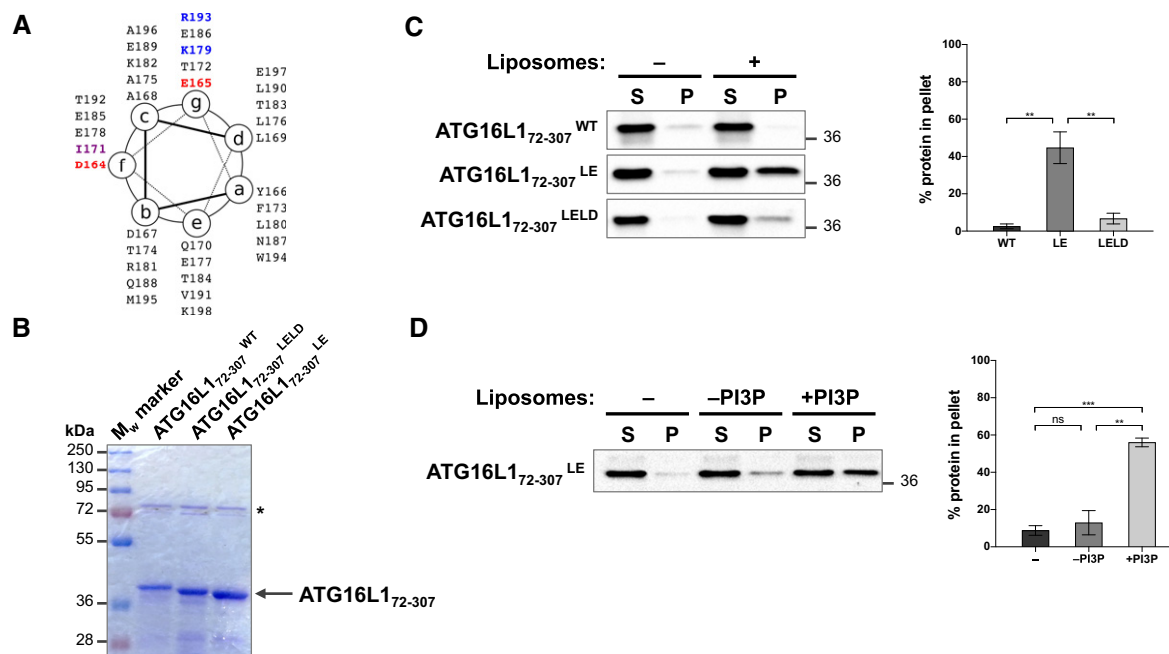 A
R193
E186
K179
T172
E165
A196
E189
K182
A175
A168
E197
L190
T183
L176
L169
T192
E185
E178
I171
D164
g
c
d
f
a
b
e
Y166
F173
L180
N187
W194
D167
T174
R181
Q188
M195
Q170
E177
T184
V191
K198
B
Mw marker
ATG16L172-307 WT
ATG16L172-307 LELD
ATG16L172-307 LE
kDa
250
130
95
72
55
36
28
*
ATG16L172-307
C
Liposomes: – +
S P S P
ATG16L172-307 WT 36
ATG16L172-307 LE 36
ATG16L172-307 LELD 36
% protein in pellet
100
80
60
40
20
0
** **
WT LE LELD
D
Liposomes: – –PI3P +PI3P
S P S P S P
ATG16L172-307 LE 36
% protein in pellet
100
80
60
40
20
0
***
ns **
– –PI3P +PI3P